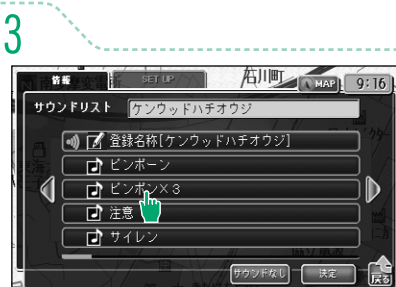 3
情報 SET UP 石川町 MAP 9:16
サウンドリスト ケンウッドハチオウジ
登録名称[ケンウッドハチオウジ]
ピンポーン
ピンポン×3
注意
サイレン
サウンドなし 決定 戻る